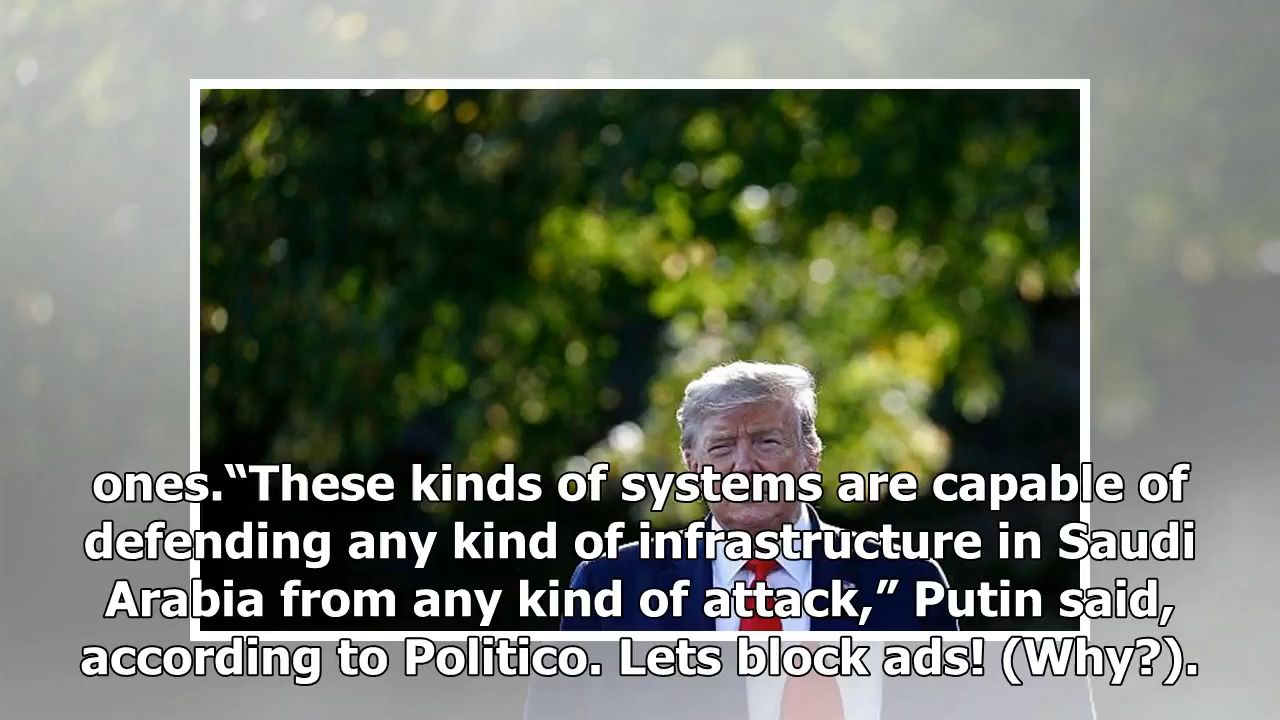 ones.“These kinds of systems are capable of
defending any kind of infrastructure in Saudi
Arabia from any kind of attack,” Putin said,
according to Politico. Lets block ads! (Why?).